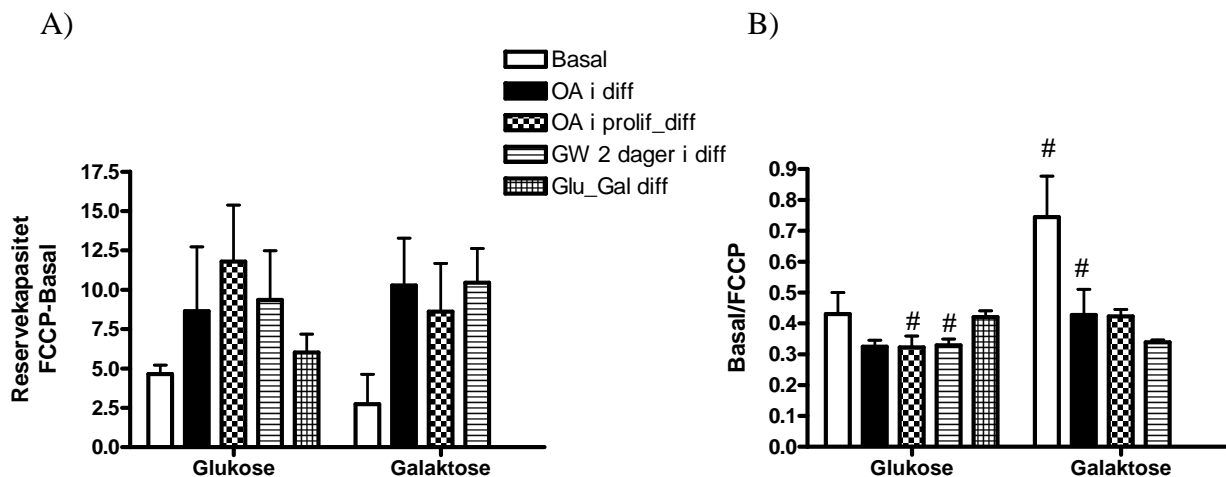 A)
B)
Basal
OA i diff
OA i prolif_diff
GW 2 dager i diff
Glu_Gal diff
Reservekapasitet
FCCP-Basal
17.5
15.0
12.5
10.0
7.5
5.0
2.5
0.0
Glukose
Galaktose
Basal/FCCP
0.9
0.8
0.7
0.6
0.5
0.4
0.3
0.2
0.1
0.0
#
#
#
#
Glukose
Galaktose